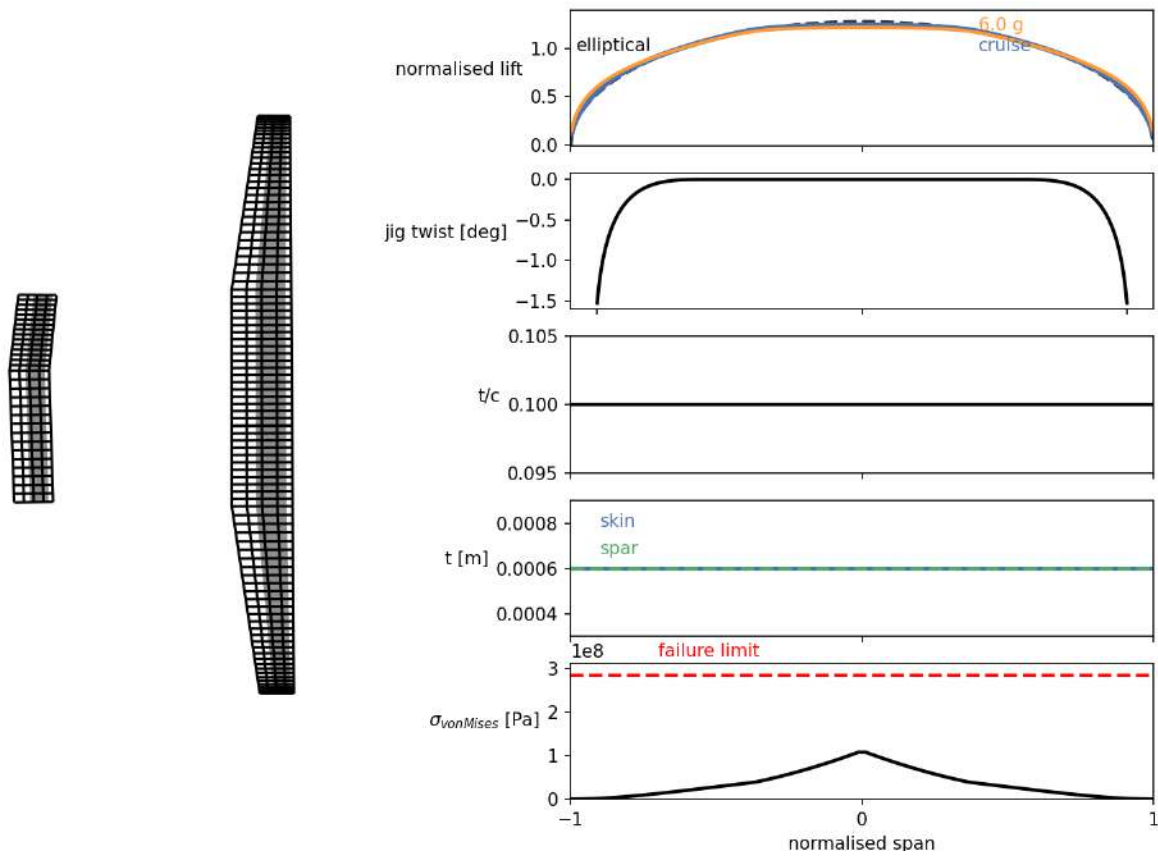 1.0
0.5
0.0
normalised lift
elliptical
6.0 g
cruise
0.0
−0.5
−1.0
−1.5
jig twist [deg]
0.105
0.100
0.095
t/c
0.0008
0.0006
0.0004
t [m]
skin
spar
1e8
failure limit
3
2
1
0
σvonMises [Pa]
−1
0
1
normalised span